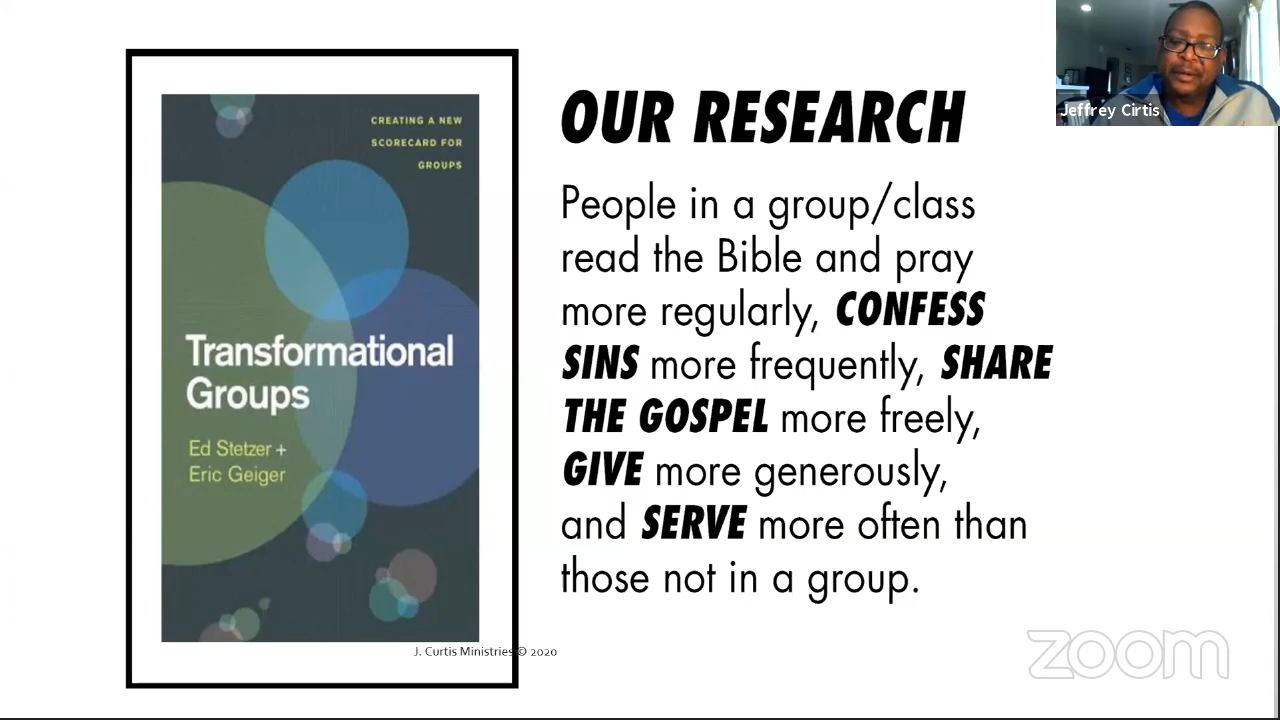 CREATING A NEW
SCORECARD FOR
GROUPS
Transformational
Groups
Ed Stetzer +
Eric Geiger
OUR RESEARCH
People in a group/class
read the Bible and pray
more regularly, CONFESS
SINS more frequently, SHARE
THE GOSPEL more freely,
GIVE more generously,
and SERVE more often than
those not in a group.
J. Curtis Ministries © 2020
Jeffrey Cirtis
zoom